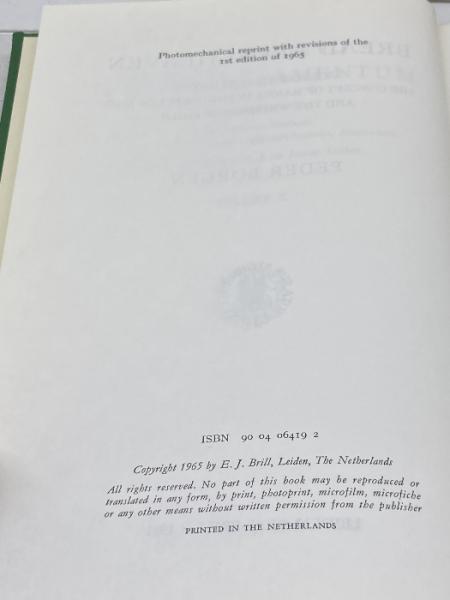 Photomechanical reprint with revisions of the
1st edition of 1965
ISBN 90 04 06419 2
Copyright 1965 by E. J. Brill, Leiden, The Netherlands
All rights reserved. No part of this book may be reproduced or
translated in any form, by print, photoprint, microfilm, microfiche
or any other means without written permission from the publisher
PRINTED IN THE NETHERLANDS